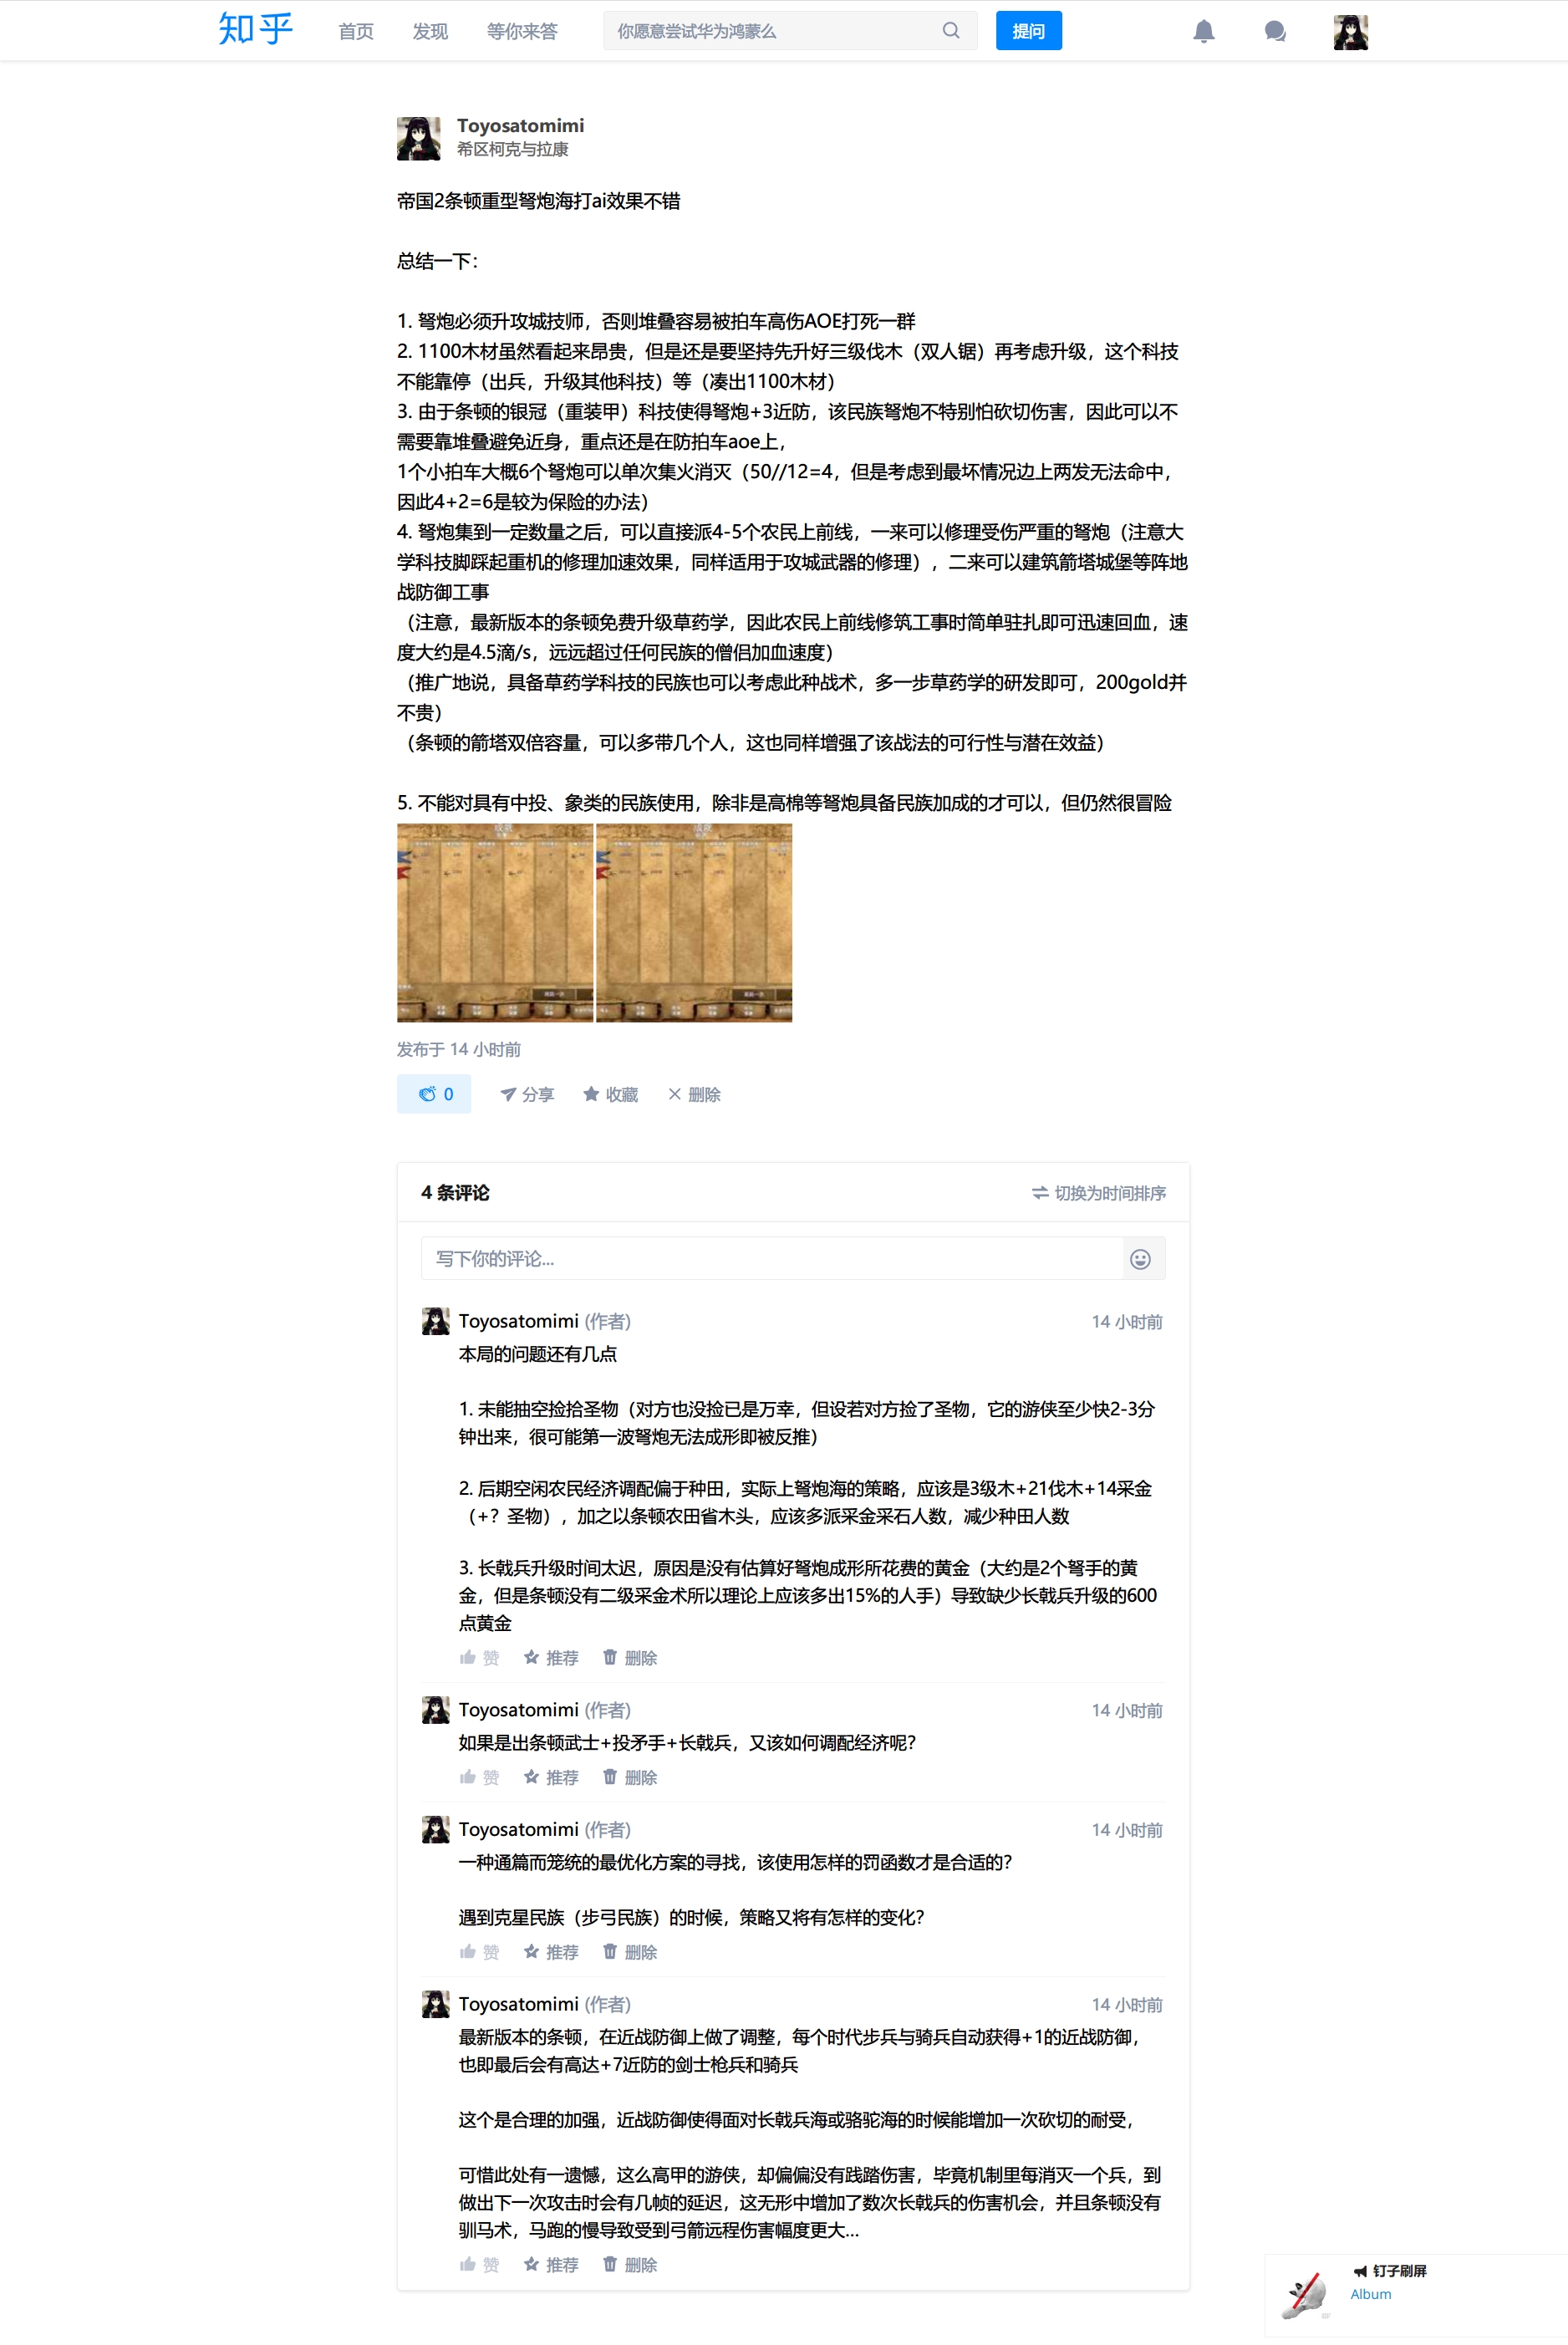 知乎
首页 发现 等你来答 你愿意尝试华为鸿蒙么 提问
Toyosatomimi
希区柯克与拉康
帝国2条顿重型弩炮海打ai效果不错
总结一下：
1. 弩炮必须升攻城技师，否则堆叠容易被拍车高伤AOE打死一群
2. 1100木材虽然看起来昂贵，但是还是要坚持先升好三级伐木（双人锯）再考虑升级，这个科技
不能靠停（出兵，升级其他科技）等（凑出1100木材）
3. 由于条顿的银冠（重装甲）科技使得弩炮+3近防，该民族弩炮不特别怕砍切伤害，因此可以不
需要靠堆叠避免近身，重点还是在防拍车aoe上，
1个小拍车大概6个弩炮可以单次集火消灭（50//12=4，但是考虑到最坏情况边上两发无法命中，
因此4+2=6是较为保险的办法）
4. 弩炮集到一定数量之后，可以直接派4-5个农民上前线，一来可以修理受伤严重的弩炮（注意大
学科技脚踩起重机的修理加速效果，同样适用于攻城武器的修理），二来可以建筑箭塔城堡等阵地
战防御工事
（注意，最新版本的条顿免费升级草药学，因此农民上前线修筑工事时简单驻扎即可迅速回血，速
度大约是4.5滴/s，远远超过任何民族的僧侣加血速度）
（推广地说，具备草药学科技的民族也可以考虑此种战术，多一步草药学的研发即可，200gold并
不贵）
（条顿的箭塔双倍容量，可以多带几个人，这也同样增强了该战法的可行性与潜在效益）
5. 不能对具有中投、象类的民族使用，除非是高棉等弩炮具备民族加成的才可以，但仍然很冒险
发布于 14 小时前
0 分享 收藏 删除
4 条评论 切换为时间排序
写下你的评论...
Toyosatomimi (作者) 14 小时前
本局的问题还有几点
1. 未能抽空捡拾圣物（对方也没捡已是万幸，但设若对方捡了圣物，它的游侠至少快2-3分
钟出来，很可能第一波弩炮无法成形即被反推）
2. 后期空闲农民经济调配偏于种田，实际上弩炮海的策略，应该是3级木+21伐木+14采金
（+？圣物），加之以条顿农田省木头，应该多派采金采石人数，减少种田人数
3. 长戟兵升级时间太迟，原因是没有估算好弩炮成形所花费的黄金（大约是2个弩手的黄
金，但是条顿没有二级采金术所以理论上应该多出15%的人手）导致缺少长戟兵升级的600
点黄金
赞 推荐 删除
Toyosatomimi (作者) 14 小时前
如果是出条顿武士+投矛手+长戟兵，又该如何调配经济呢？
赞 推荐 删除
Toyosatomimi (作者) 14 小时前
一种通篇而笼统的最优化方案的寻找，该使用怎样的罚函数才是合适的？
遇到克星民族（步弓民族）的时候，策略又将有怎样的变化？
赞 推荐 删除
Toyosatomimi (作者) 14 小时前
最新版本的条顿，在近战防御上做了调整，每个时代步兵与骑兵自动获得+1的近战防御，
也即最后会有高达+7近防的剑士枪兵和骑兵
这个是合理的加强，近战防御使得面对长戟兵海或骆驼海的时候能增加一次砍切的耐受，
可惜此处有一遗憾，这么高甲的游侠，却偏偏没有践踏伤害，毕竟机制里每消灭一个兵，到
做出下一次攻击时会有几帧的延迟，这无形中增加了数次长戟兵的伤害机会，并且条顿没有
驯马术，马跑的慢导致受到弓箭远程伤害幅度更大...
赞 推荐 删除
钉子刷屏
Album